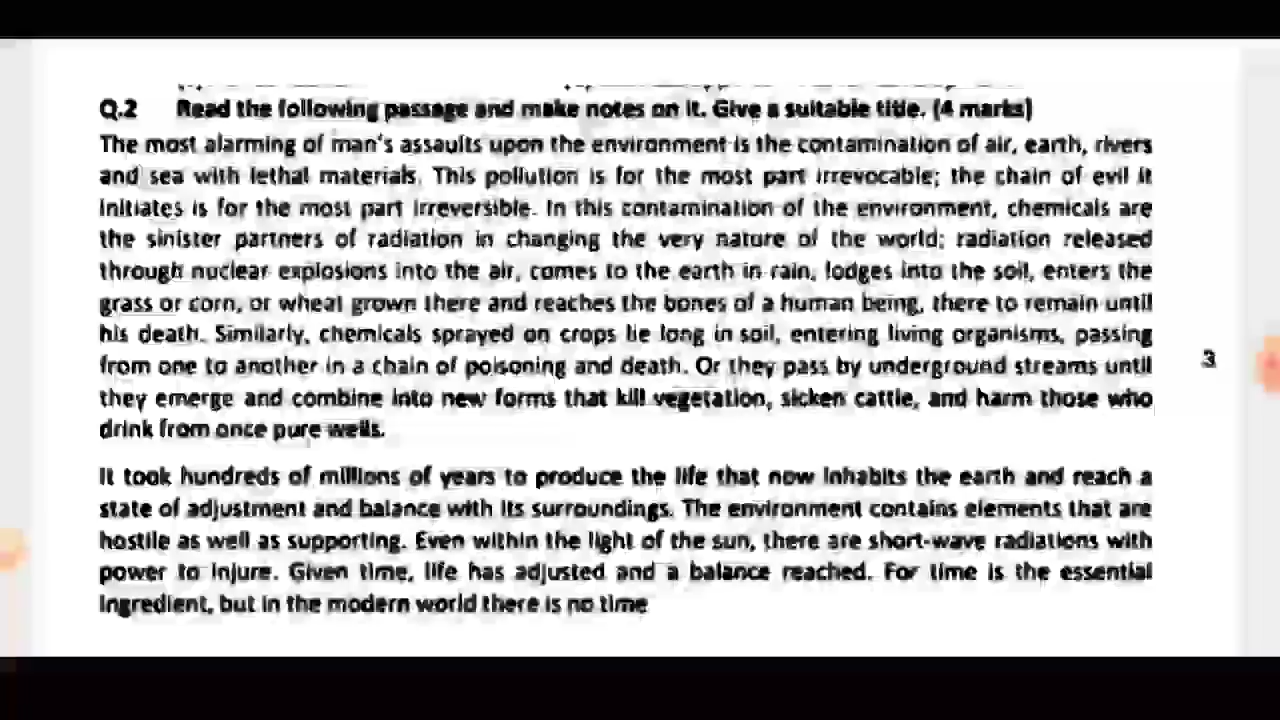 Q.2 Read the following passage and make notes on it. Give a suitable title. (4 marks)
The most alarming of man's assaults upon the environment is the contamination of air, earth, rivers
and sea with lethal materials. This pollution is for the most part irrevocable; the chain of evil it
initiates is for the most part irreversible. In this contamination of the environment, chemicals are
the sinister partners of radiation in changing the very nature of the world; radiation released
through nuclear explosions into the air, comes to the earth in rain, lodges into the soil, enters the
grass or corn, or wheat grown there and reaches the bones of a human being, there to remain until
his death. Similarly, chemicals sprayed on crops lie long in soil, entering living organisms, passing
from one to another in a chain of poisoning and death. Or they pass by underground streams until
3
they emerge and combine into new forms that kill vegetation, sicken cattle, and harm those who
drink from once pure wells.
It took hundreds of millions of years to produce the life that now inhabits the earth and reach a
state of adjustment and balance with its surroundings. The environment contains elements that are
hostile as well as supporting. Even within the light of the sun, there are short-wave radiations with
power to injure. Given time, life has adjusted and a balance reached. For time is the essential
ingredient, but in the modern world there is no time